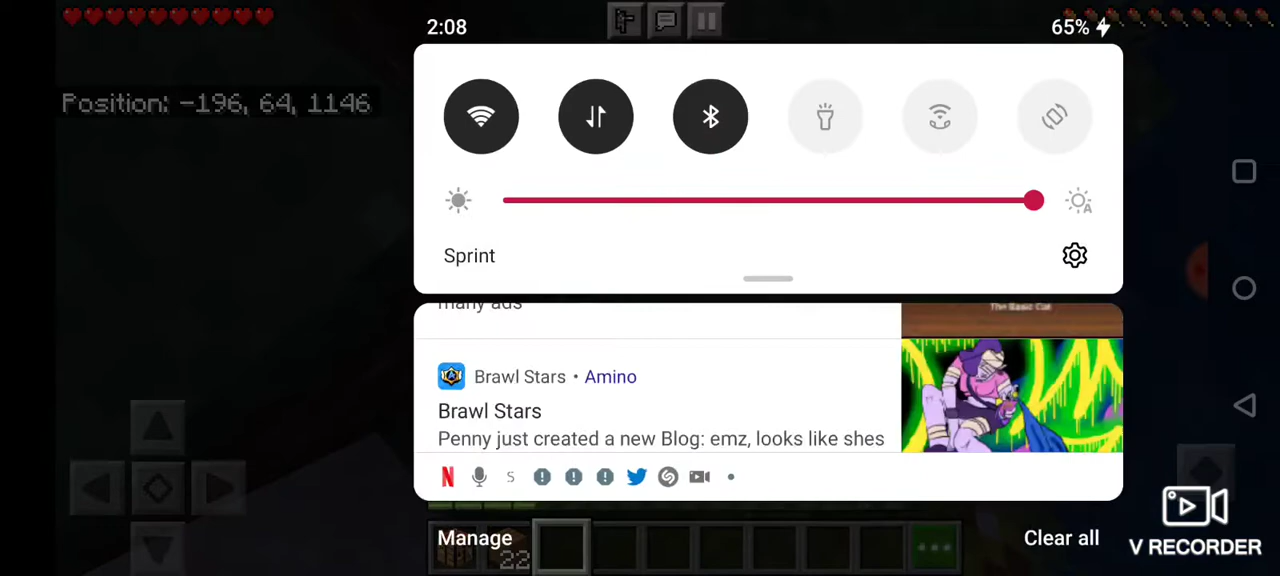 2:08
65%
Position: -196, 64, 1146
Sprint
many ads
The Basic Cat
Brawl Stars • Amino
Brawl Stars
Penny just created a new Blog: emz, looks like shes
Manage
22
Clear all
V RECORDER